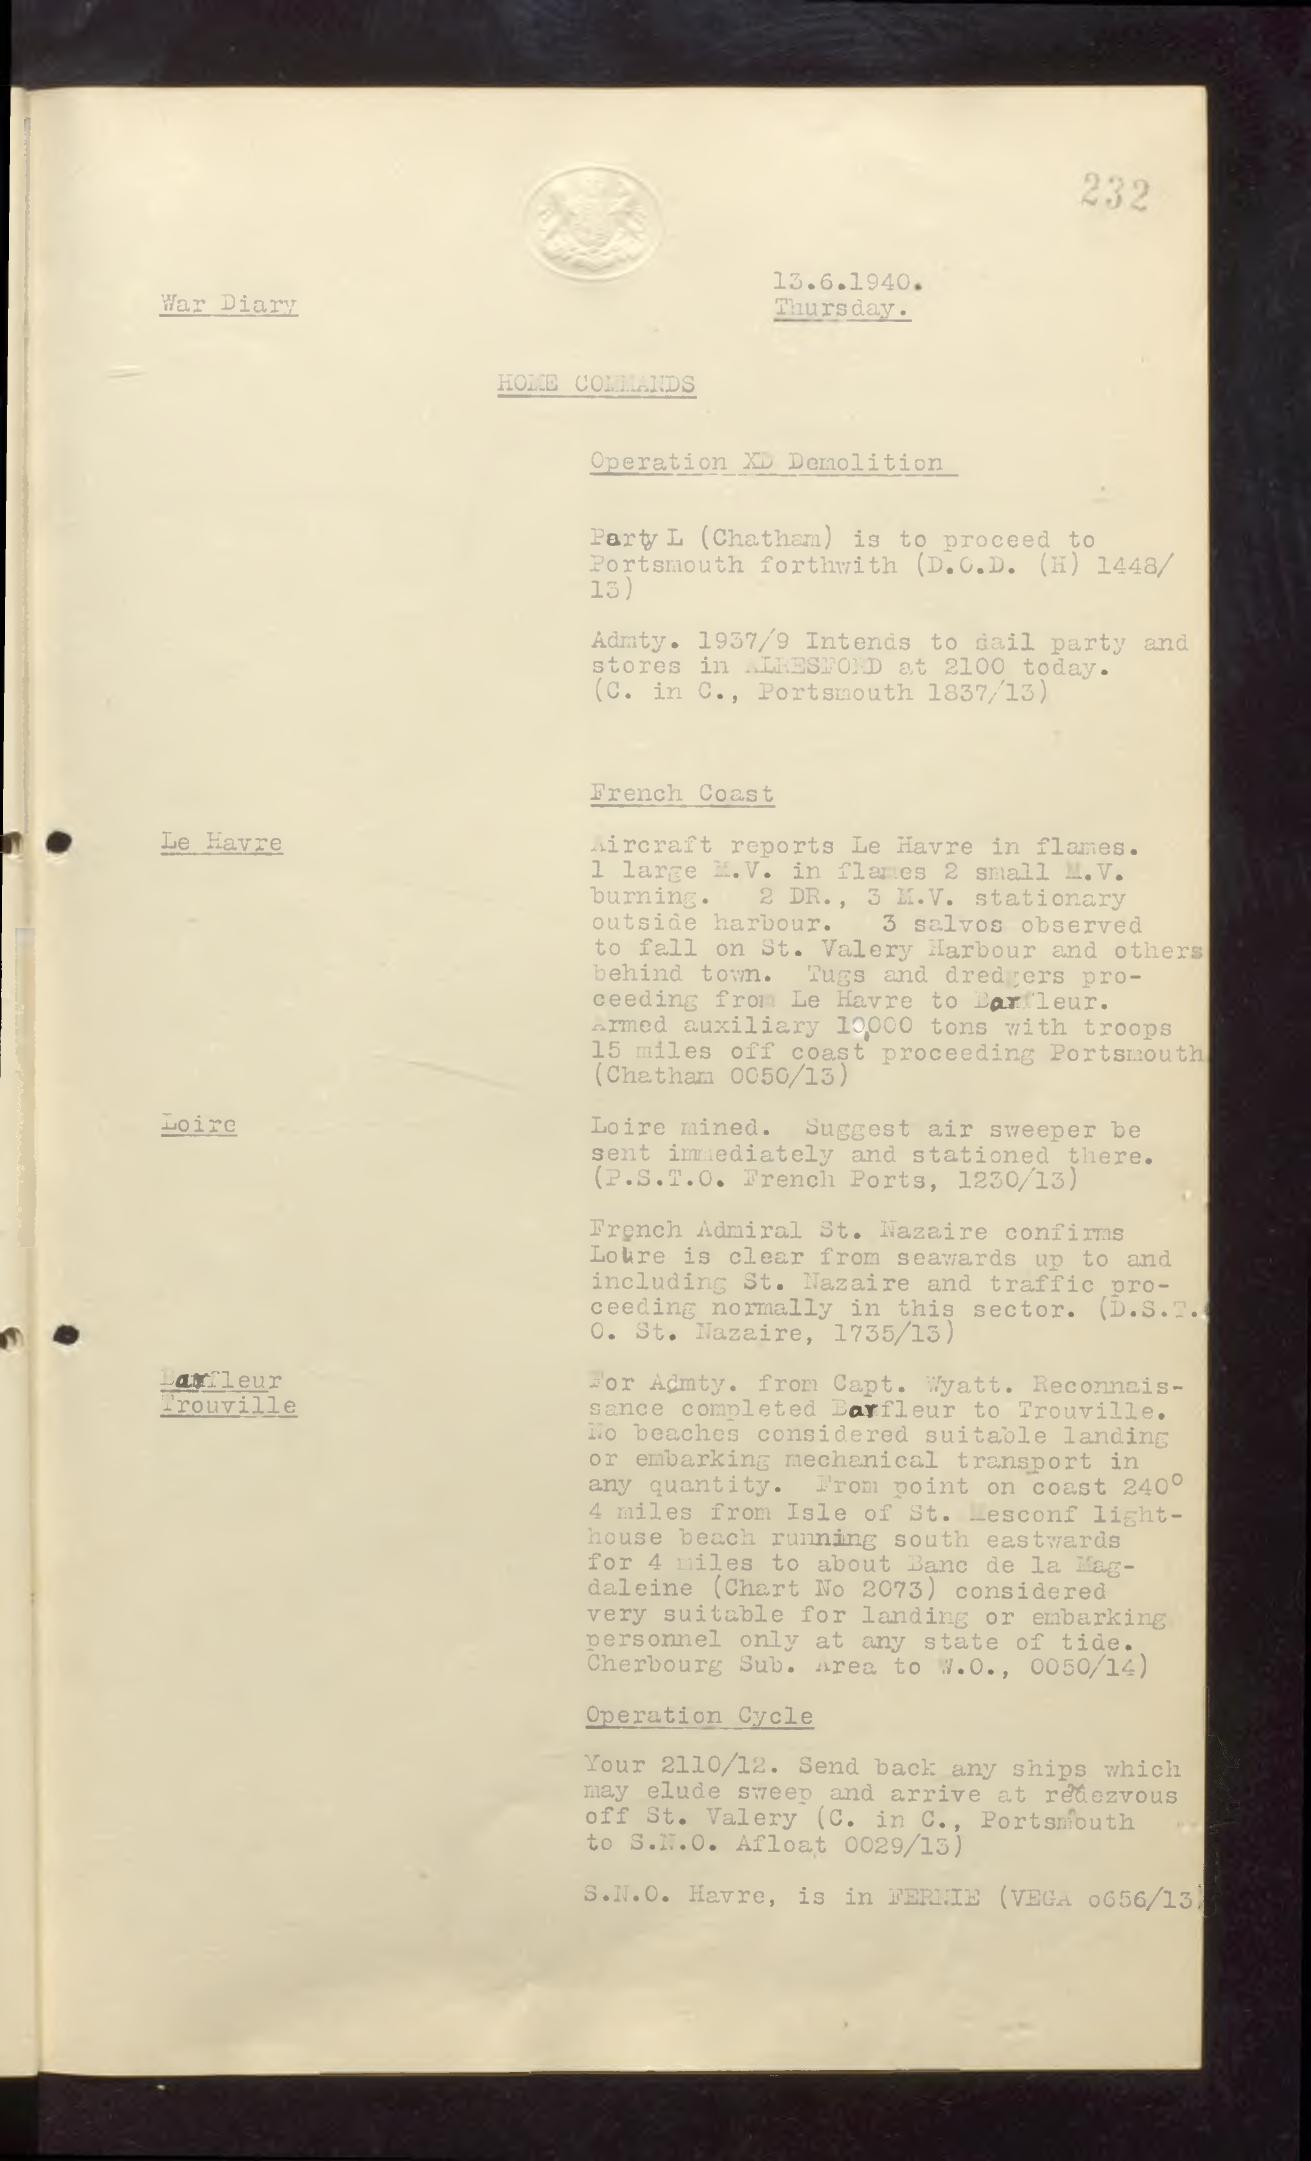 232
13.6.1940.
War Diary
Thursday.
HOME COMMANDS
Operation XD Demolition
Party L (Chatham) is to proceed to
Portsmouth forthwith (D.O.D. (H) 1448/
13)
Admty. 1937/9 Intends to sail party and
stores in ALRESFORD at 2100 today.
(C. in C., Portsmouth 1837/13)
French Coast
Le Havre
Aircraft reports Le Havre in flames.
1 large M.V. in flames 2 small M.V.
burning. 2 DR., 3 M.V. stationary
outside harbour. 3 salvos observed
to fall on St. Valery Harbour and others
behind town. Tugs and dredgers pro-
ceeding from Le Havre to Barfleur.
Armed auxiliary 10,000 tons with troops
15 miles off coast proceeding Portsmouth
(Chatham 0050/13)
Loire
Loire mined. Suggest air sweeper be
sent immediately and stationed there.
(P.S.T.O. French Ports, 1230/13)
French Admiral St. Nazaire confirms
Loire is clear from seawards up to and
including St. Nazaire and traffic pro-
ceeding normally in this sector. (D.S.T.
O. St. Nazaire, 1735/13)
Barfleur
Trouville
For Admty. from Capt. Wyatt. Reconnais-
sance completed Barfleur to Trouville.
No beaches considered suitable landing
or embarking mechanical transport in
any quantity. From point on coast 240°
4 miles from Isle of St. light-
house beach running south eastwards
for 4 miles to about Banc de la Mag-
daleine (Chart No 2073) considered
very suitable for landing or embarking
personnel only at any state of tide.
Cherbourg Sub. Area to W.O., 0050/14)
Operation Cycle
Your 2110/12. Send back any ships which
may elude sweep and arrive at rendezvous
off St. Valery (C. in C., Portsmouth
to S.N.O. Afloat 0029/13)
S.N.O. Havre, is in FERNIE (VEGA 0656/13)